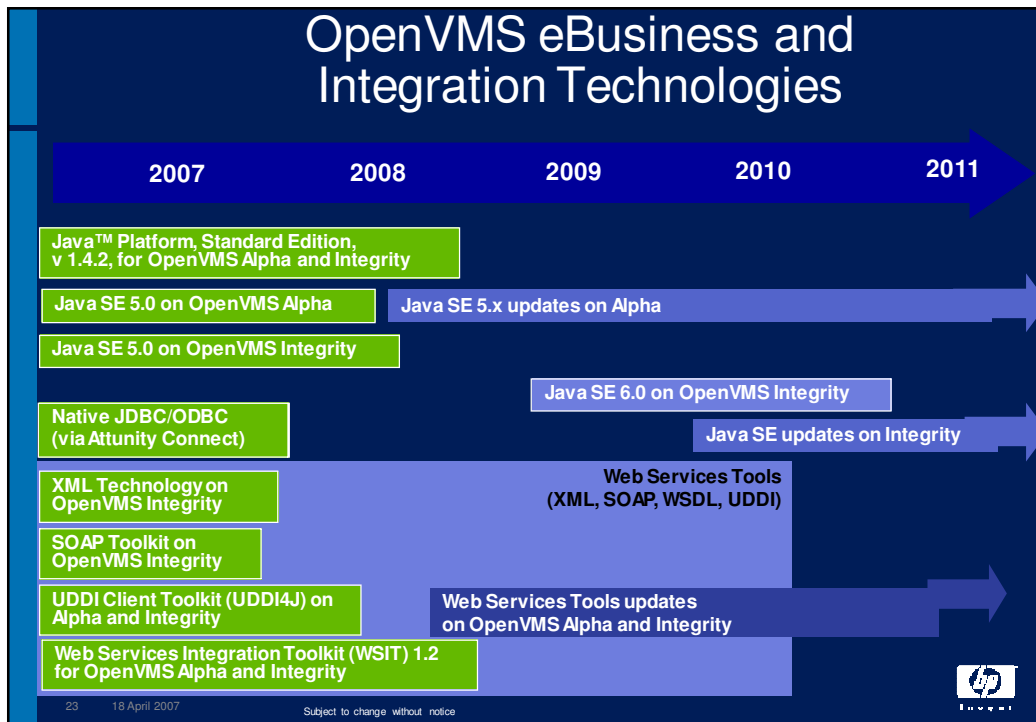 OpenVMS eBusiness and
Integration Technologies
2007 2008 2009 2010 2011
Java™ Platform, Standard Edition,
v 1.4.2, for OpenVMS Alpha and Integrity
Java SE 5.0 on OpenVMS Alpha
Java SE 5.x updates on Alpha
Java SE 5.0 on OpenVMS Integrity
Java SE 6.0 on OpenVMS Integrity
Native JDBC/ODBC
(via Attunity Connect)
Java SE updates on Integrity
Web Services Tools
(XML, SOAP, WSDL, UDDI)
XML Technology on
OpenVMS Integrity
SOAP Toolkit on
OpenVMS Integrity
UDDI Client Toolkit (UDDI4J) on
Alpha and Integrity
Web Services Tools updates
on OpenVMS Alpha and Integrity
Web Services Integration Toolkit (WSIT) 1.2
for OpenVMS Alpha and Integrity
23 18 April 2007
Subject to change without notice
hp